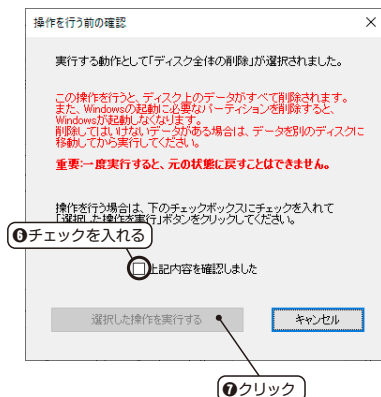 操作を行う前の確認
×
実行する動作として「ディスク全体の削除」が選択されました。
この操作を行うと、ディスク上のデータがすべて削除されます。
また、Windowsの起動に必要なパーティションを削除すると、
Windowsが起動しなくなります。
削除してはいけないデータがある場合は、データを別のディスクに
移動してから実行してください。
重要:一度実行すると、元の状態に戻すことはできません。
操作を行う場合は、下のチェックボックスにチェックを入れて
「選択した操作を実行」ボタンをクリックしてください。
❻チェックを入れる
上記内容を確認しました
選択した操作を実行する
キャンセル
❼クリック